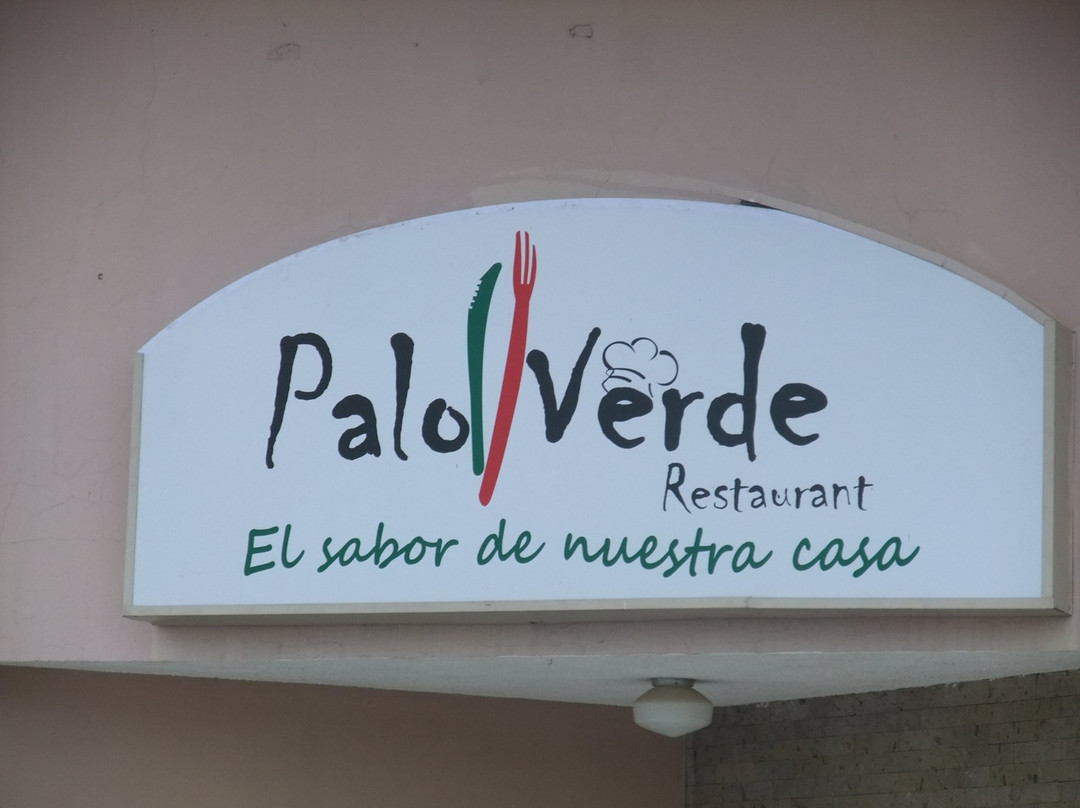 Palo Verde
Restaurant
El sabor de nuestra casa